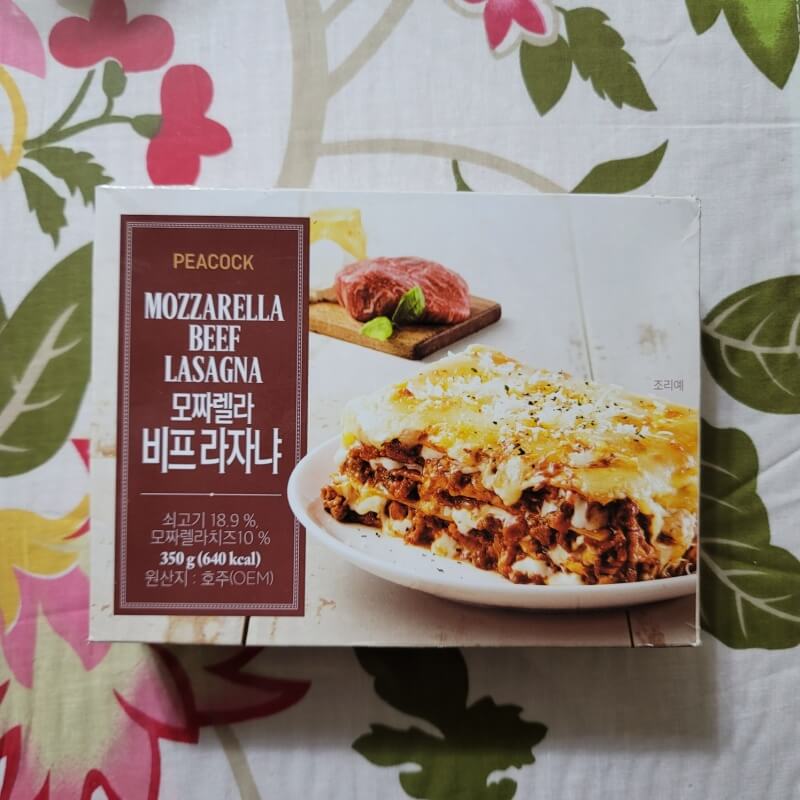 PEACOCK
MOZZARELLA
BEEF
LASAGNA
모짜렐라
비프 라자냐
쇠고기 18.9 %,
모짜렐라치즈10 %
350 g (640 kcal)
원산지 : 호주(OEM)
조리예